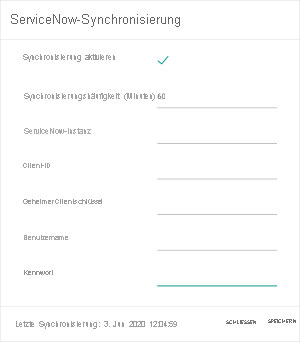 ServiceNow-Synchronisierung
Synchronisierung aktivieren
Synchronisierungshäufigkeit (Minuten) 60
ServiceNow-Instanz
Client-ID
Geheimer Clientschlüssel
Benutzername
Kennwort
Letzte Synchronisierung: 3. Jun 2020 12:04:59
SCHLIESSEN
SPEICHERN